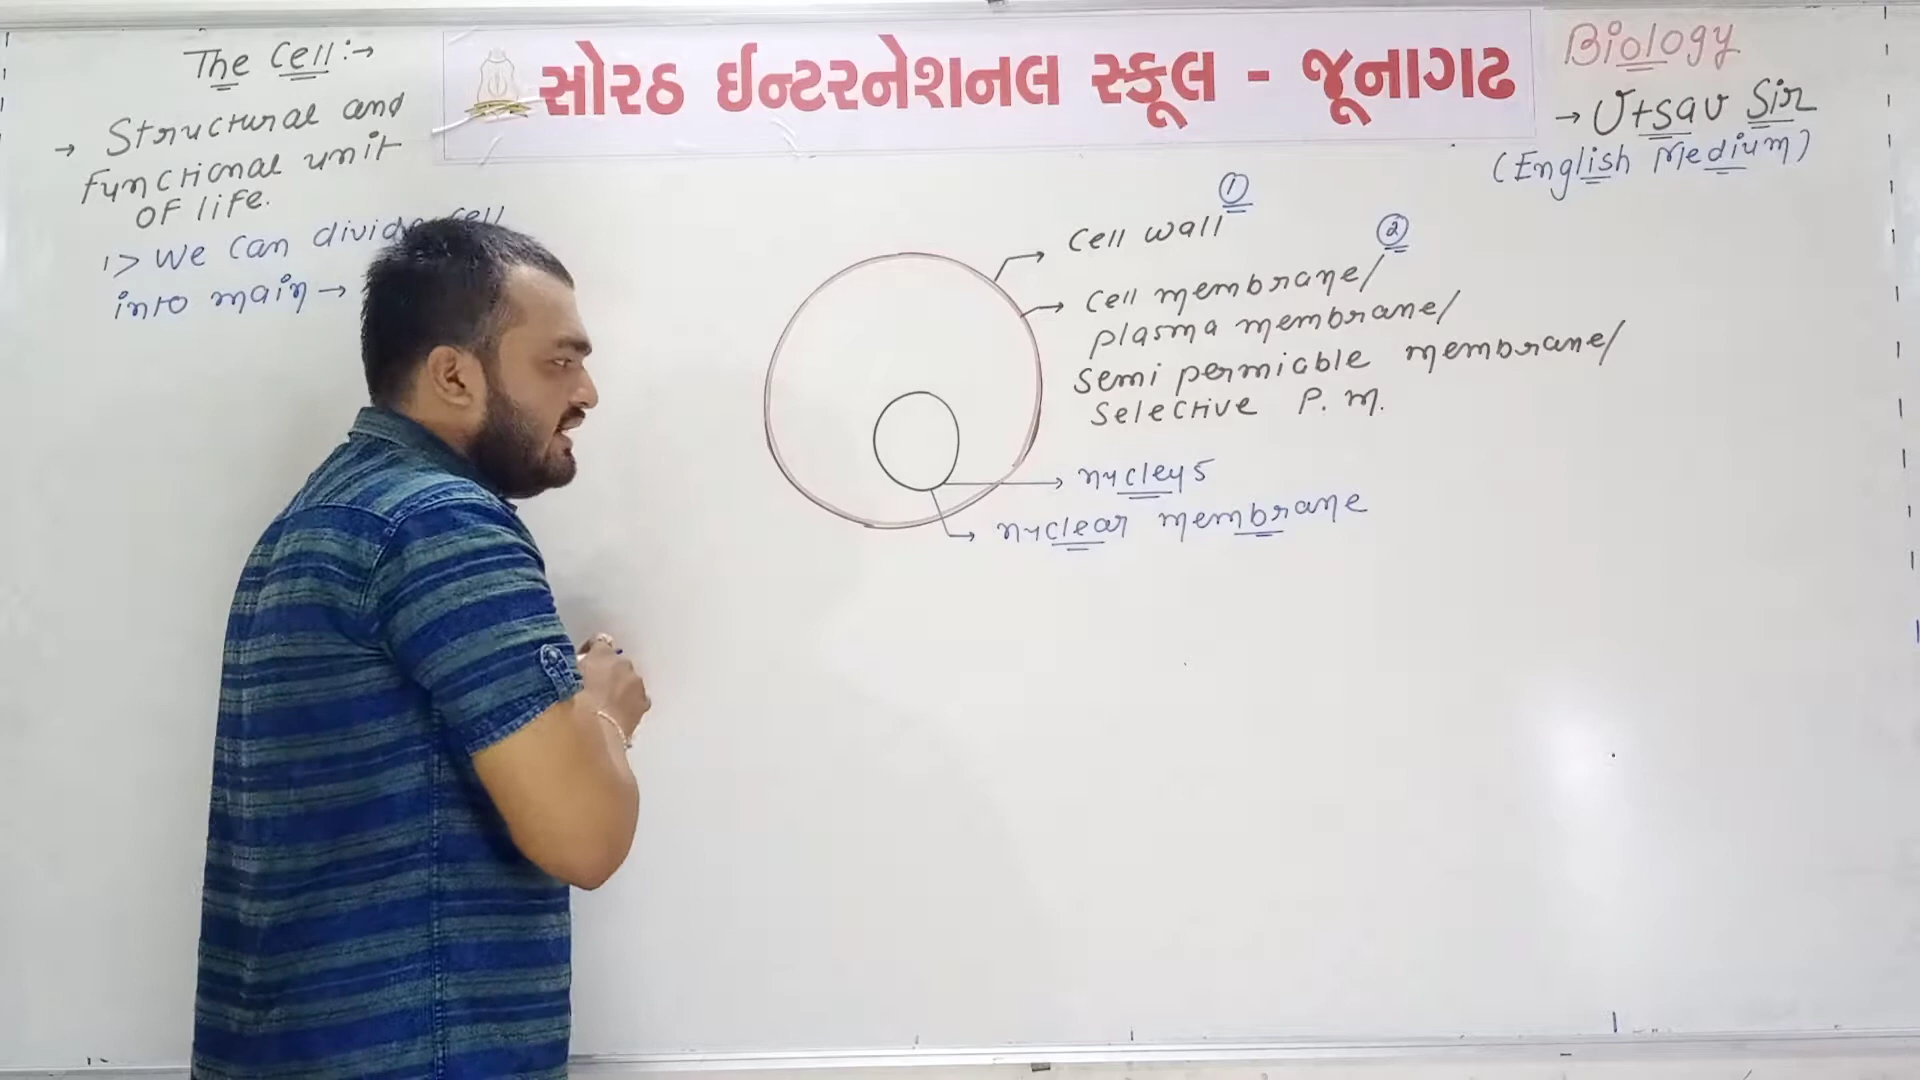 The Cell:→
→ Structural and
functional unit
OF life.
1> We Can divide Cell
into main →
સોરઠ ઈન્ટરનેશનલ સ્કૂલ - જૂનાગઢ
Biology
→ Utsav Sir
(English Medium)
①
Cell wall
②
Cell membrane/
plasma membrane/
Semi permiable membrane/
Selective P. M.
nucleus
nuclear membrane